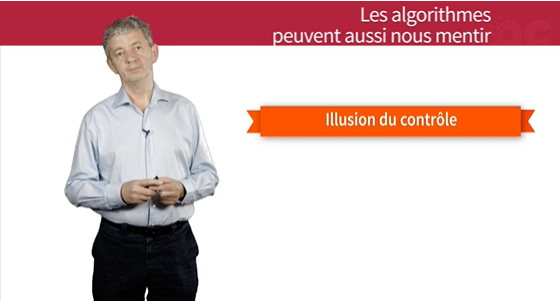 Les algorithmes
peuvent aussi nous mentir
Illusion du contrôle